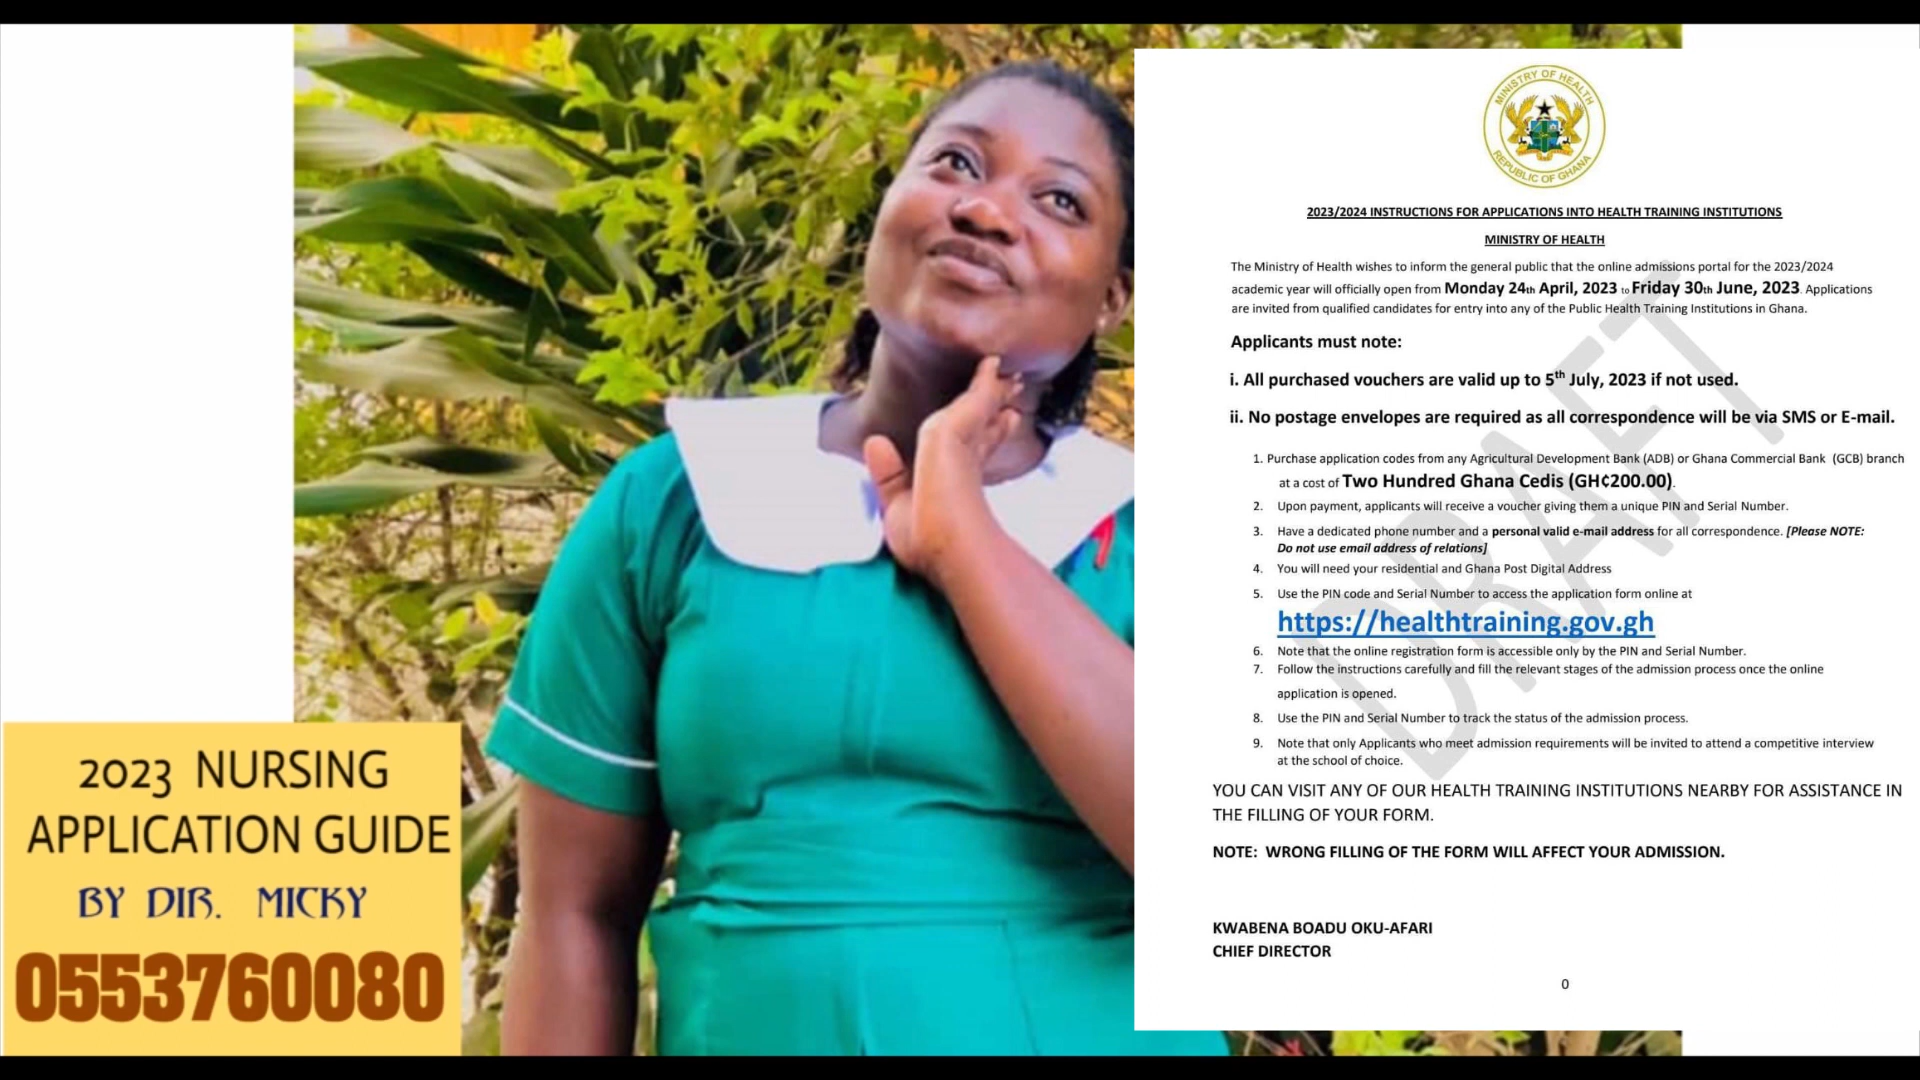 MINISTRY OF HEALTH
REPUBLIC OF GHANA
2023/2024 INSTRUCTIONS FOR APPLICATIONS INTO HEALTH TRAINING INSTITUTIONS
MINISTRY OF HEALTH
The Ministry of Health wishes to inform the general public that the online admissions portal for the 2023/2024
academic year will officially open from Monday 24th April, 2023 to Friday 30th June, 2023. Applications
are invited from qualified candidates for entry into any of the Public Health Training Institutions in Ghana.
Applicants must note:
i. All purchased vouchers are valid up to 5th July, 2023 if not used.
ii. No postage envelopes are required as all correspondence will be via SMS or E-mail.
1. Purchase application codes from any Agricultural Development Bank (ADB) or Ghana Commercial Bank (GCB) branch
at a cost of Two Hundred Ghana Cedis (GH¢200.00).
2. Upon payment, applicants will receive a voucher giving them a unique PIN and Serial Number.
3. Have a dedicated phone number and a personal valid e-mail address for all correspondence. [Please NOTE:
Do not use email address of relations]
4. You will need your residential and Ghana Post Digital Address
5. Use the PIN code and Serial Number to access the application form online at
https://healthtraining.gov.gh
6. Note that the online registration form is accessible only by the PIN and Serial Number.
7. Follow the instructions carefully and fill the relevant stages of the admission process once the online
application is opened.
8. Use the PIN and Serial Number to track the status of the admission process.
9. Note that only Applicants who meet admission requirements will be invited to attend a competitive interview
at the school of choice.
YOU CAN VISIT ANY OF OUR HEALTH TRAINING INSTITUTIONS NEARBY FOR ASSISTANCE IN
THE FILLING OF YOUR FORM.
NOTE: WRONG FILLING OF THE FORM WILL AFFECT YOUR ADMISSION.
KWABENA BOADU OKU-AFARI
CHIEF DIRECTOR
0
DRAFT
2023 NURSING
APPLICATION GUIDE
BY DIR. MICKY
0553760080